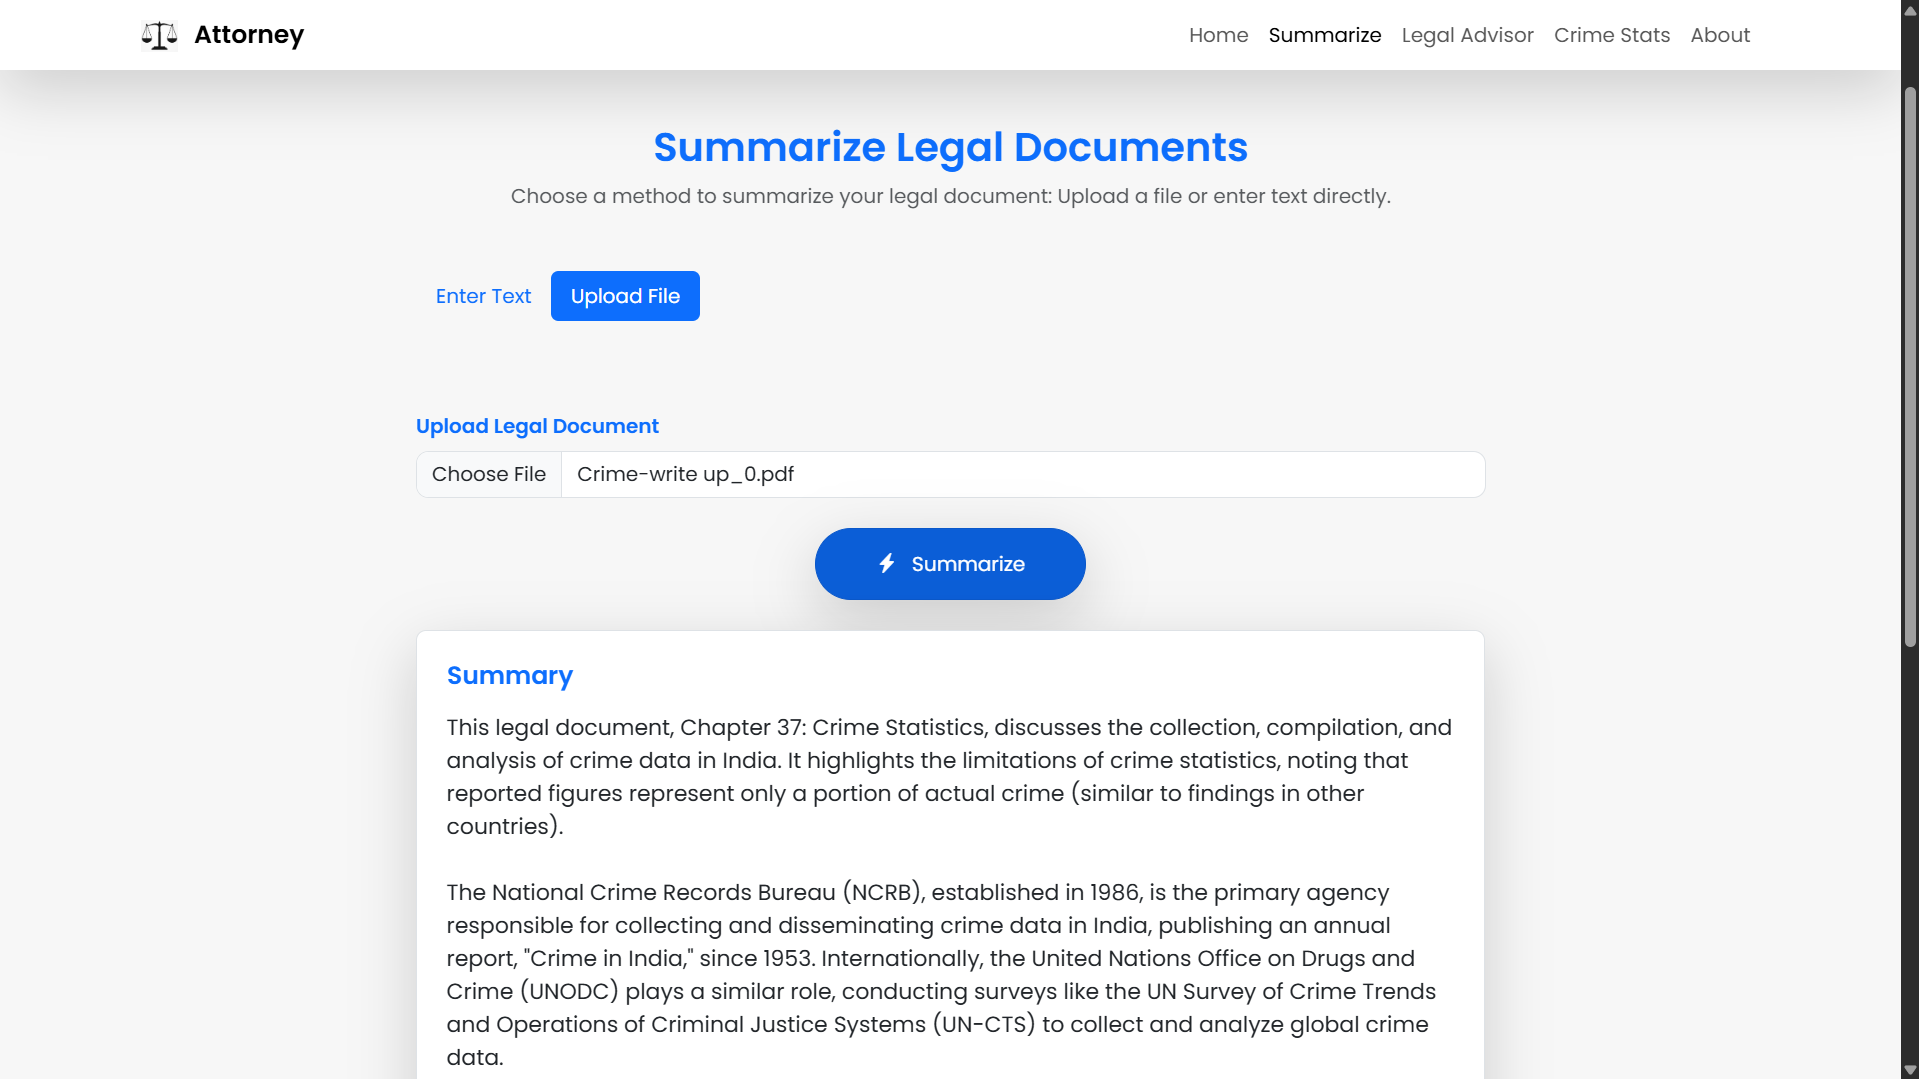 Attorney
Home Summarize Legal Advisor Crime Stats About
Summarize Legal Documents
Choose a method to summarize your legal document: Upload a file or enter text directly.
Enter Text Upload File
Upload Legal Document
Choose File Crime-write up_0.pdf
Summarize
Summary
This legal document, Chapter 37: Crime Statistics, discusses the collection, compilation, and
analysis of crime data in India. It highlights the limitations of crime statistics, noting that
reported figures represent only a portion of actual crime (similar to findings in other
countries).
The National Crime Records Bureau (NCRB), established in 1986, is the primary agency
responsible for collecting and disseminating crime data in India, publishing an annual
report, "Crime in India," since 1953. Internationally, the United Nations Office on Drugs and
Crime (UNODC) plays a similar role, conducting surveys like the UN Survey of Crime Trends
and Operations of Criminal Justice Systems (UN-CTS) to collect and analyze global crime
data.